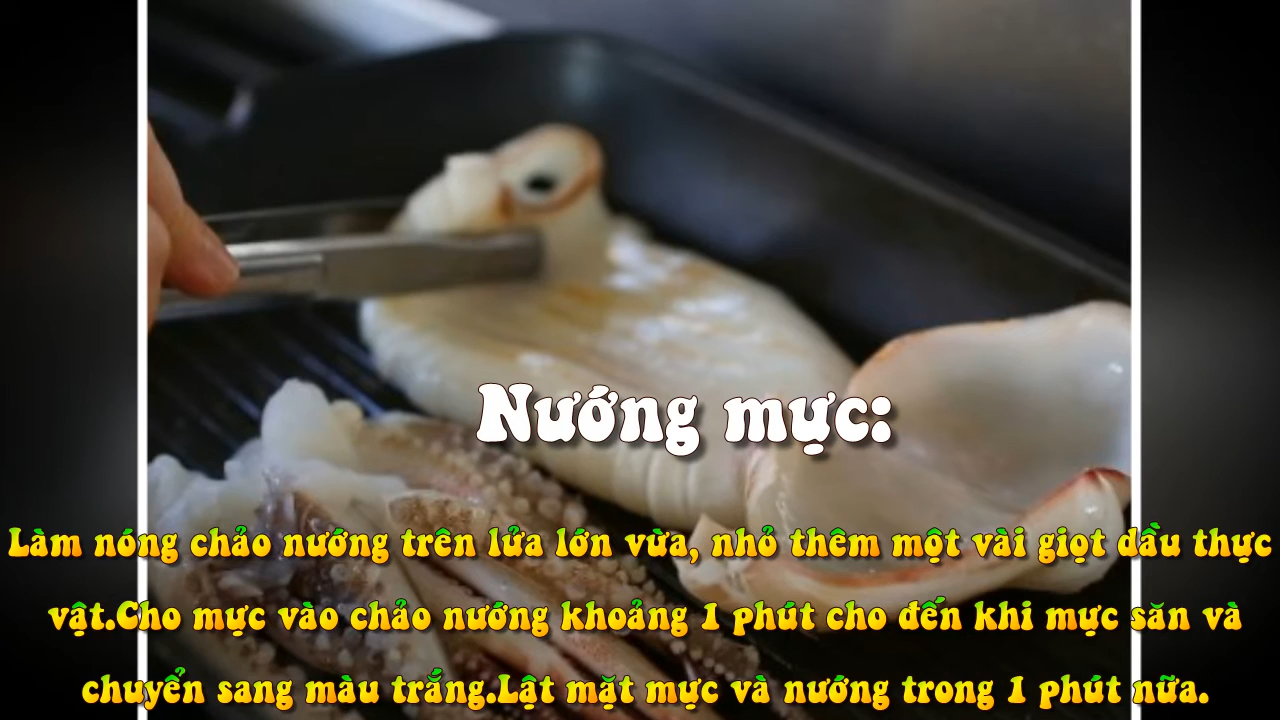 Nướng mực:
Làm nóng chảo nướng trên lửa lớn vừa, nhỏ thêm một vài giọt dầu thực
vật.Cho mực vào chảo nướng khoảng 1 phút cho đến khi mực săn và
chuyển sang màu trắng.Lật mặt mực và nướng trong 1 phút nữa.